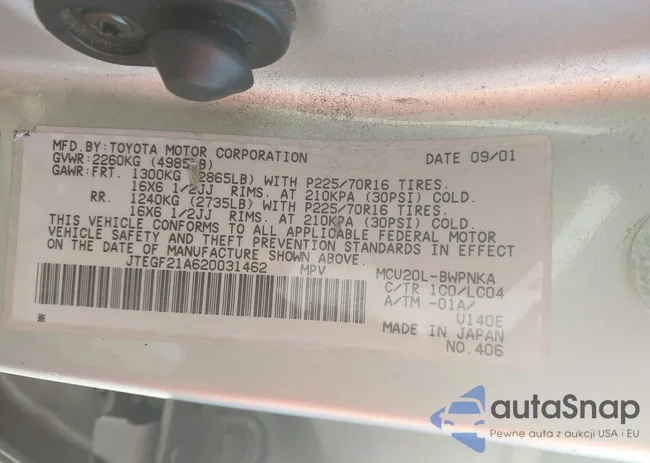 MFD.BY:TOYOTA MOTOR CORPORATION DATE 09/01
GVWR:2260KG (4985LB)
GAWR:FRT. 1300KG (2865LB) WITH P225/70R16 TIRES.
16X6 1/2JJ RIMS. AT 210KPA (30PSI) COLD.
RR. 1240KG (2735LB) WITH P225/70R16 TIRES.
16X6 1/2JJ RIMS. AT 210KPA (30PSI) COLD.
THIS VEHICLE CONFORMS TO ALL APPLICABLE FEDERAL MOTOR
VEHICLE SAFETY AND THEFT PREVENTION STANDARDS IN EFFECT
ON THE DATE OF MANUFACTURE SHOWN ABOVE.
JTEGF21A620031462 MPV MCU20L-BWPNKA
C/TR 1C0/LC04
A/TM -01A/
U140E
* MADE IN JAPAN
NO.406
autaSnap
Pewne auta z aukcji USA i EU